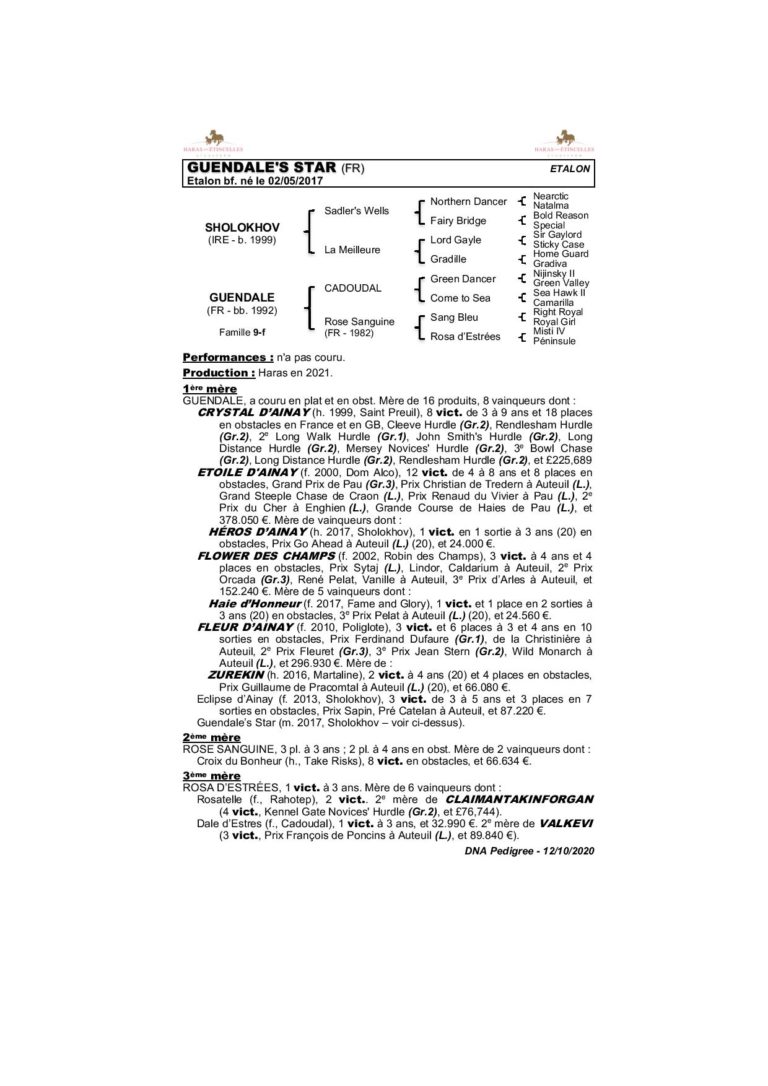 HARAS DES ETINCELLES
HARAS DES ETINCELLES
GUENDALE'S STAR (FR) ETALON
Etalon bf. né le 02/05/2017
SHOLOKHOV
(IRE - b. 1999)
GUENDALE
(FR - bb. 1992)
Famille 9-f
Sadler's Wells
La Meilleure
CADOUDAL
Rose Sanguine
(FR - 1982)
Northern Dancer
Fairy Bridge
Lord Gayle
Gradille
Green Dancer
Come to Sea
Sang Bleu
Rosa d'Estrées
Nearctic
Natalma
Bold Reason
Special
Sir Gaylord
Sticky Case
Home Guard
Gradiva
Nijinsky II
Green Valley
Sea Hawk II
Camarilla
Right Royal
Royal Girl
Misti IV
Péninsule
Performances : n'a pas couru.
Production : Haras en 2021.
1ère mère
GUENDALE, a couru en plat et en obst. Mère de 16 produits, 8 vainqueurs dont :
CRYSTAL D'AINAY (h. 1999, Saint Preuil), 8 vict. de 3 à 9 ans et 18 places
en obstacles en France et en GB, Cleeve Hurdle (Gr.2), Rendlesham Hurdle
(Gr.2), 2e Long Walk Hurdle (Gr.1), John Smith's Hurdle (Gr.2), Long
Distance Hurdle (Gr.2), Mersey Novices' Hurdle (Gr.2), 3e Bowl Chase
(Gr.2), Long Distance Hurdle (Gr.2), Rendlesham Hurdle (Gr.2), et £225,689
ETOILE D'AINAY (f. 2000, Dom Alco), 12 vict. de 4 à 8 ans et 8 places en
obstacles, Grand Prix de Pau (Gr.3), Prix Christian de Tredern à Auteuil (L.),
Grand Steeple Chase de Craon (L.), Prix Renaud du Vivier à Pau (L.), 2e
Prix du Cher à Enghien (L.), Grande Course de Haies de Pau (L.), et
378.050 €. Mère de vainqueurs dont :
HÉROS D'AINAY (h. 2017, Sholokhov), 1 vict. en 1 sortie à 3 ans (20) en
obstacles, Prix Go Ahead à Auteuil (L.) (20), et 24.000 €.
FLOWER DES CHAMPS (f. 2002, Robin des Champs), 3 vict. à 4 ans et 4
places en obstacles, Prix Sytaj (L.), Lindor, Caldarium à Auteuil, 2e Prix
Orcada (Gr.3), René Pelat, Vanille à Auteuil, 3e Prix d'Arles à Auteuil, et
152.240 €. Mère de 5 vainqueurs dont :
Haie d'Honneur (f. 2017, Fame and Glory), 1 vict. et 1 place en 2 sorties à
3 ans (20) en obstacles, 3e Prix Pelat à Auteuil (L.) (20), et 24.560 €.
FLEUR D'AINAY (f. 2010, Poliglote), 3 vict. et 6 places à 3 et 4 ans en 10
sorties en obstacles, Prix Ferdinand Dufaure (Gr.1), de la Christinière à
Auteuil, 2e Prix Fleuret (Gr.3), 3e Prix Jean Stern (Gr.2), Wild Monarch à
Auteuil (L.), et 296.930 €. Mère de :
ZUREKIN (h. 2016, Martaline), 2 vict. à 4 ans (20) et 4 places en obstacles,
Prix Guillaume de Pracomtal à Auteuil (L.) (20), et 66.080 €.
Eclipse d'Ainay (f. 2013, Sholokhov), 3 vict. de 3 à 5 ans et 3 places en 7
sorties en obstacles, Prix Sapin, Pré Catelan à Auteuil, et 87.220 €.
Guendale's Star (m. 2017, Sholokhov – voir ci-dessus).
2ème mère
ROSE SANGUINE, 3 pl. à 3 ans ; 2 pl. à 4 ans en obst. Mère de 2 vainqueurs dont :
Croix du Bonheur (h., Take Risks), 8 vict. en obstacles, et 66.634 €.
3ème mère
ROSA D'ESTRÉES, 1 vict. à 3 ans. Mère de 6 vainqueurs dont :
Rosatelle (f., Rahotep), 2 vict.. 2e mère de CLAIMANTAKINFORGAN
(4 vict., Kennel Gate Novices' Hurdle (Gr.2), et £76,744).
Dale d'Estres (f., Cadoudal), 1 vict. à 3 ans, et 32.990 €. 2e mère de VALKEVI
(3 vict., Prix François de Poncins à Auteuil (L.), et 89.840 €).
DNA Pedigree - 12/10/2020